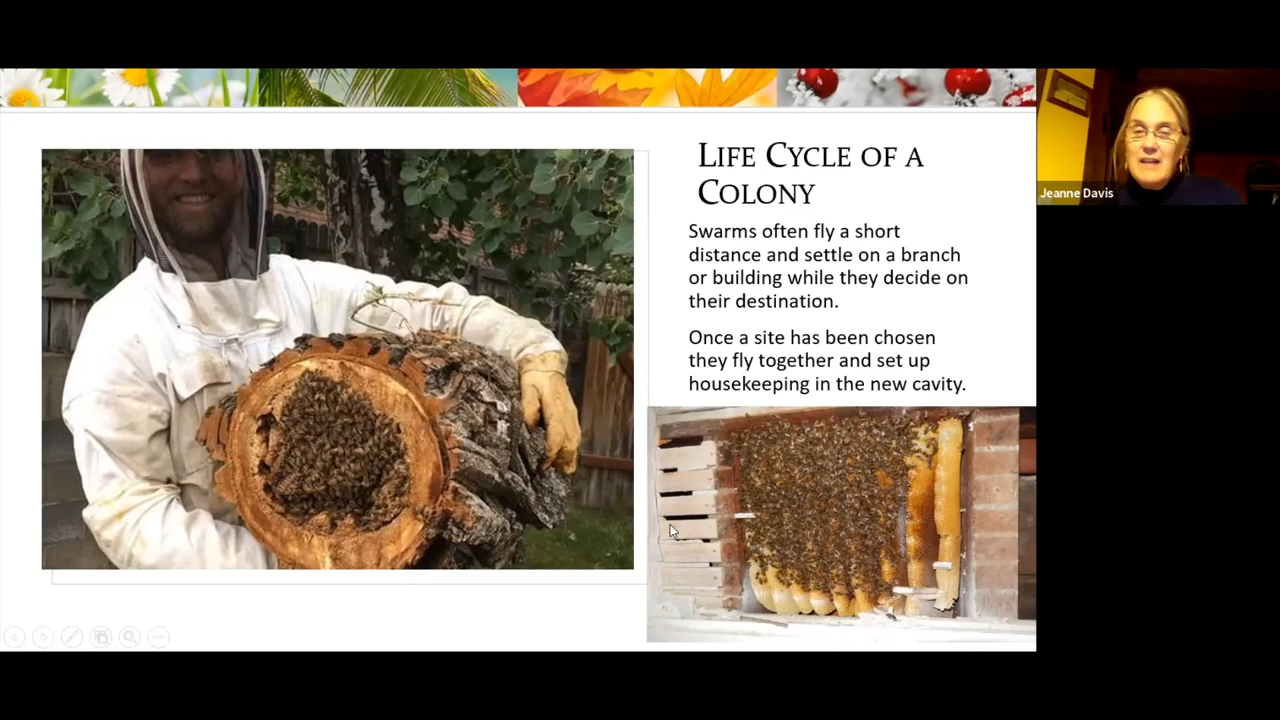 LIFE CYCLE OF A
COLONY
Swarms often fly a short
distance and settle on a branch
or building while they decide on
their destination.
Once a site has been chosen
they fly together and set up
housekeeping in the new cavity.
Jeanne Davis